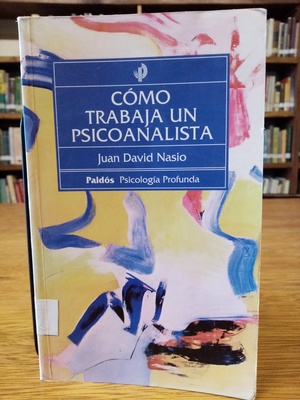 CÓMO
TRABAJA UN
PSICOANALISTA
Juan David Nasio
Paidós Psicología Profunda